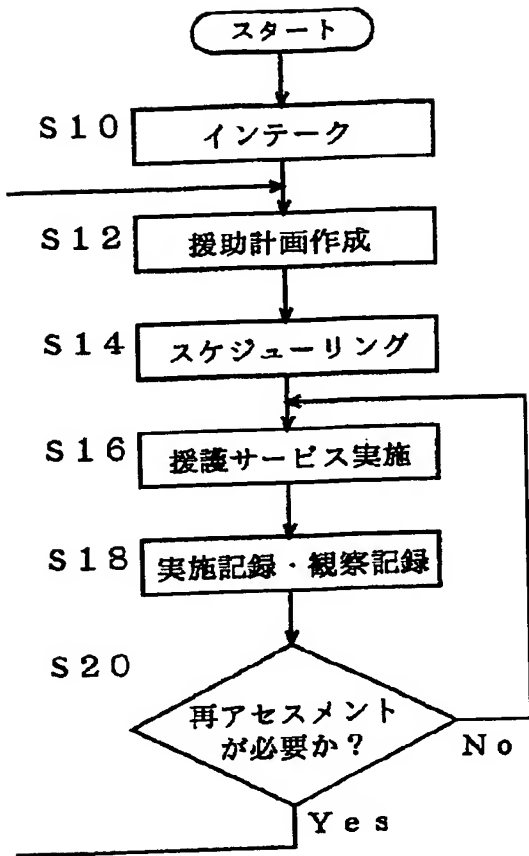 スタート
S10
インテーク
S12
援助計画作成
S14
スケジューリング
S16
援護サービス実施
S18
実施記録・観察記録
S20
再アセスメント
が必要か？
No
Yes